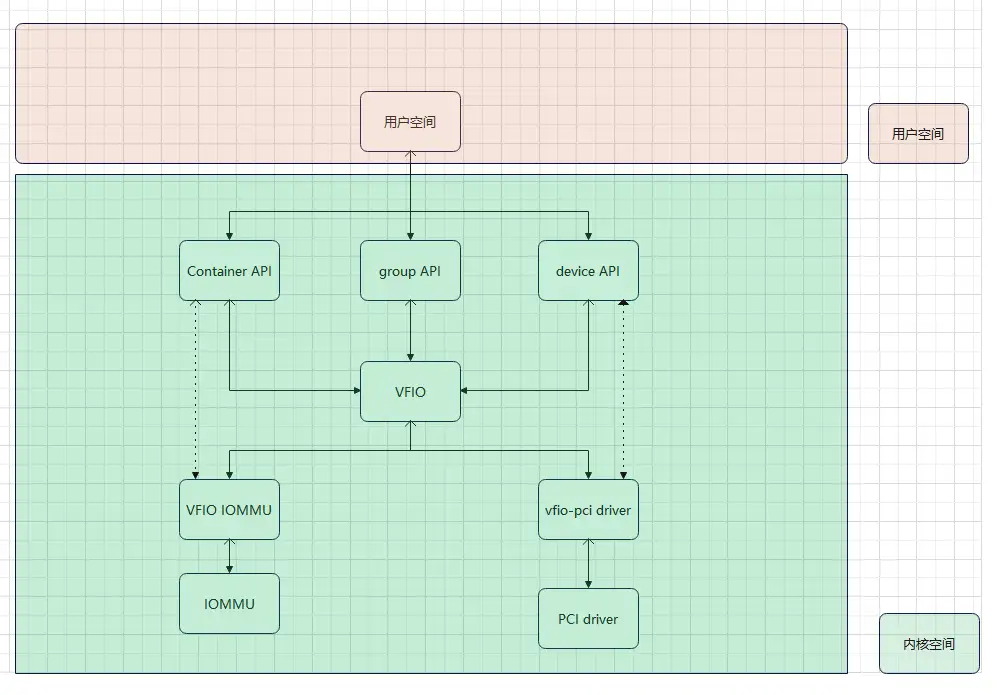 用户空间
用户空间
Container API
group API
device API
VFIO
VFIO IOMMU
vfio-pci driver
IOMMU
PCI driver
内核空间